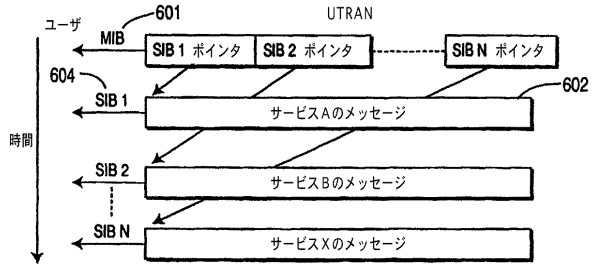 ユーザ
UTRAN
MIB
601
SIB 1 ポインタ
SIB 2 ポインタ
SIB N ポインタ
604
SIB 1
サービスAのメッセージ
602
時間
SIB 2
サービスBのメッセージ
SIB N
サービスXのメッセージ